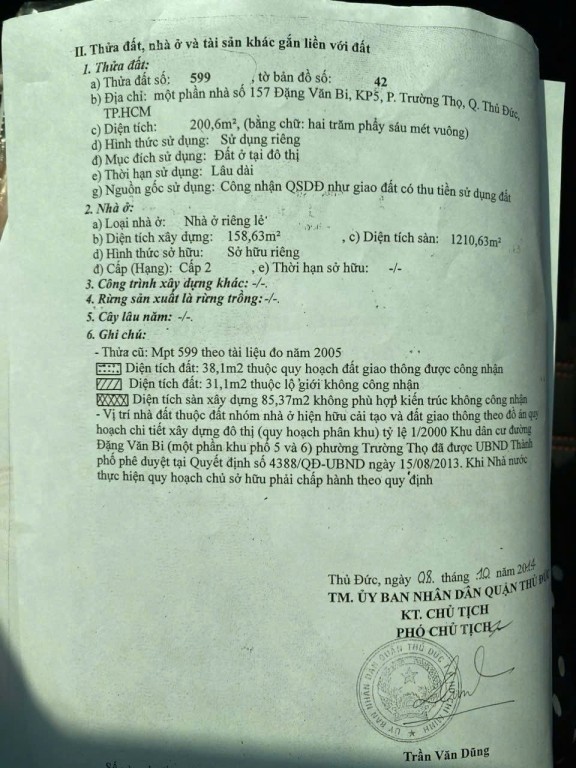 II. Thửa đất, nhà ở và tài sản khác gắn liền với đất
1. Thửa đất:
a) Thửa đất số: 599 , tờ bản đồ số: 42
b) Địa chỉ: một phần nhà số 157 Đặng Văn Bi, KP5, P. Trường Thọ, Q. Thủ Đức,
TP.HCM
c) Diện tích: 200,6m², (bằng chữ: hai trăm phẩy sáu mét vuông)
d) Hình thức sử dụng: Sử dụng riêng
đ) Mục đích sử dụng: Đất ở tại đô thị
e) Thời hạn sử dụng: Lâu dài
g) Nguồn gốc sử dụng: Công nhận QSDĐ như giao đất có thu tiền sử dụng đất
2. Nhà ở:
a) Loại nhà ở: Nhà ở riêng lẻ
b) Diện tích xây dựng: 158,63m² , c) Diện tích sàn: 1210,63m²
d) Hình thức sở hữu: Sở hữu riêng
đ) Cấp (Hạng): Cấp 2 , e) Thời hạn sở hữu: -/-
3. Công trình xây dựng khác: -/-.
4. Rừng sản xuất là rừng trồng: -/-.
5. Cây lâu năm: -/-.
6. Ghi chú:
- Thửa cũ: Mpt 599 theo tài liệu đo năm 2005
Diện tích đất: 38,1m2 thuộc quy hoạch đất giao thông được công nhận
Diện tích đất: 31,1m2 thuộc lộ giới không công nhận
Diện tích sàn xây dựng 85,37m2 không phù hợp kiến trúc không công nhận
- Vị trí nhà đất thuộc đất nhóm nhà ở hiện hữu cải tạo và đất giao thông theo đồ án quy
hoạch chi tiết xây dựng đô thị (quy hoạch phân khu) tỷ lệ 1/2000 Khu dân cư đường
Đặng Văn Bi (một phần khu phố 5 và 6) phường Trường Thọ đã được UBND Thành
phố phê duyệt tại Quyết định số 4388/QĐ-UBND ngày 15/08/2013. Khi Nhà nước
thực hiện quy hoạch chủ sở hữu phải chấp hành theo quy định
Thủ Đức, ngày 08 tháng 10 năm 2014
TM. ỦY BAN NHÂN DÂN QUẬN THỦ ĐỨC
KT. CHỦ TỊCH
PHÓ CHỦ TỊCH
Trần Văn Dũng